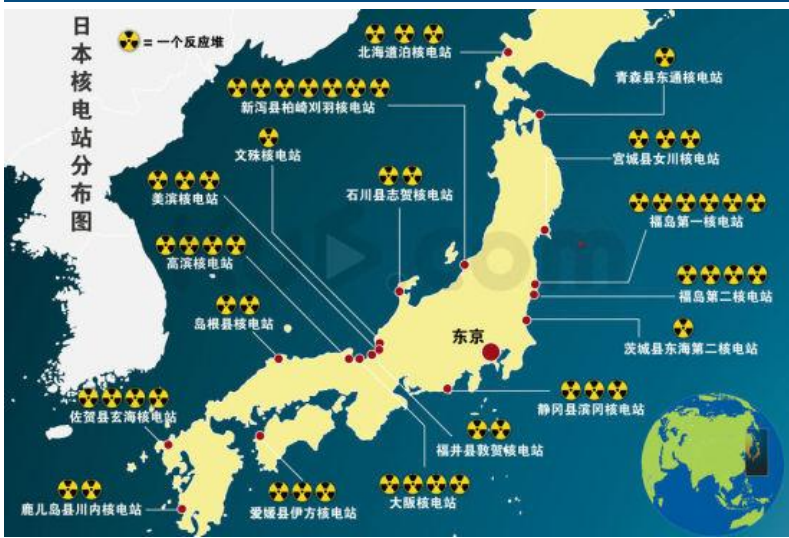 日本核电站分布图
=一个反应堆
北海道泊核电站
青森县东通核电站
新泻县柏崎刈羽核电站
文殊核电站
宫城县女川核电站
美滨核电站
石川县志贺核电站
福岛第一核电站
高滨核电站
福岛第二核电站
岛根县核电站
东京
茨城县东海第二核电站
佐贺县玄海核电站
静冈县滨冈核电站
福井县敦贺核电站
鹿儿岛县川内核电站
爱媛县伊方核电站
大阪核电站